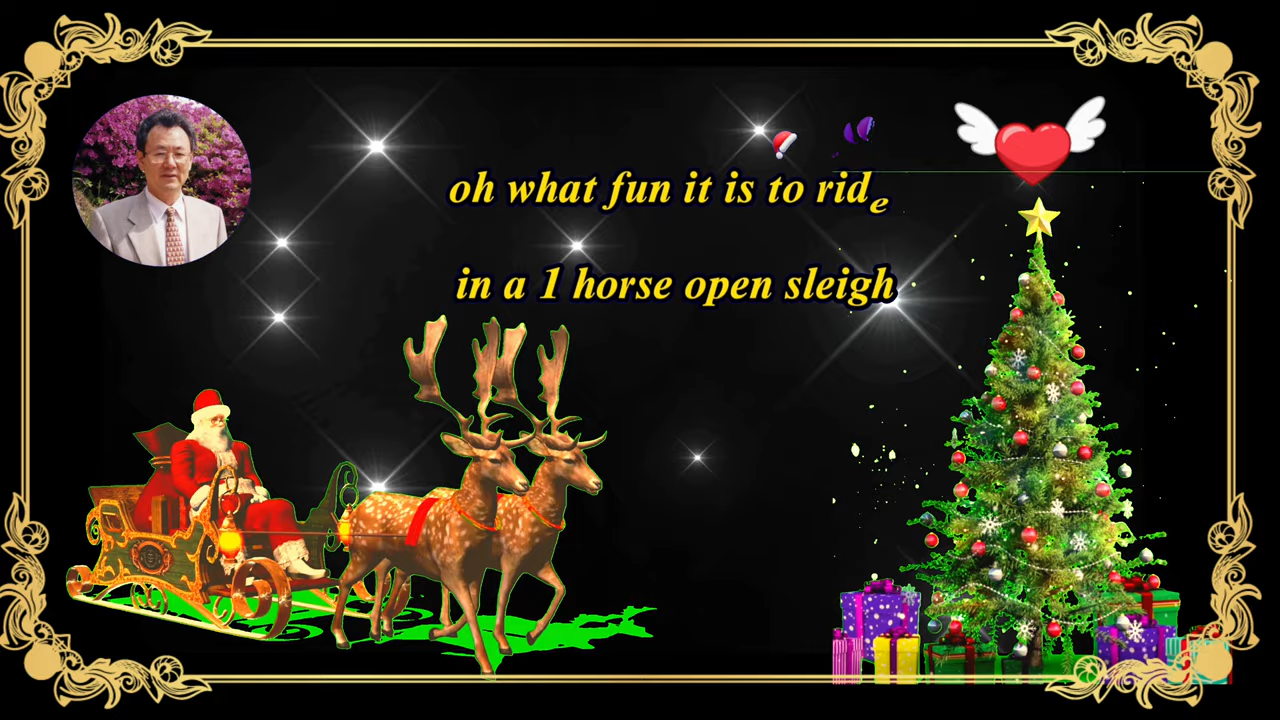 oh what fun it is to ride
in a 1 horse open sleigh